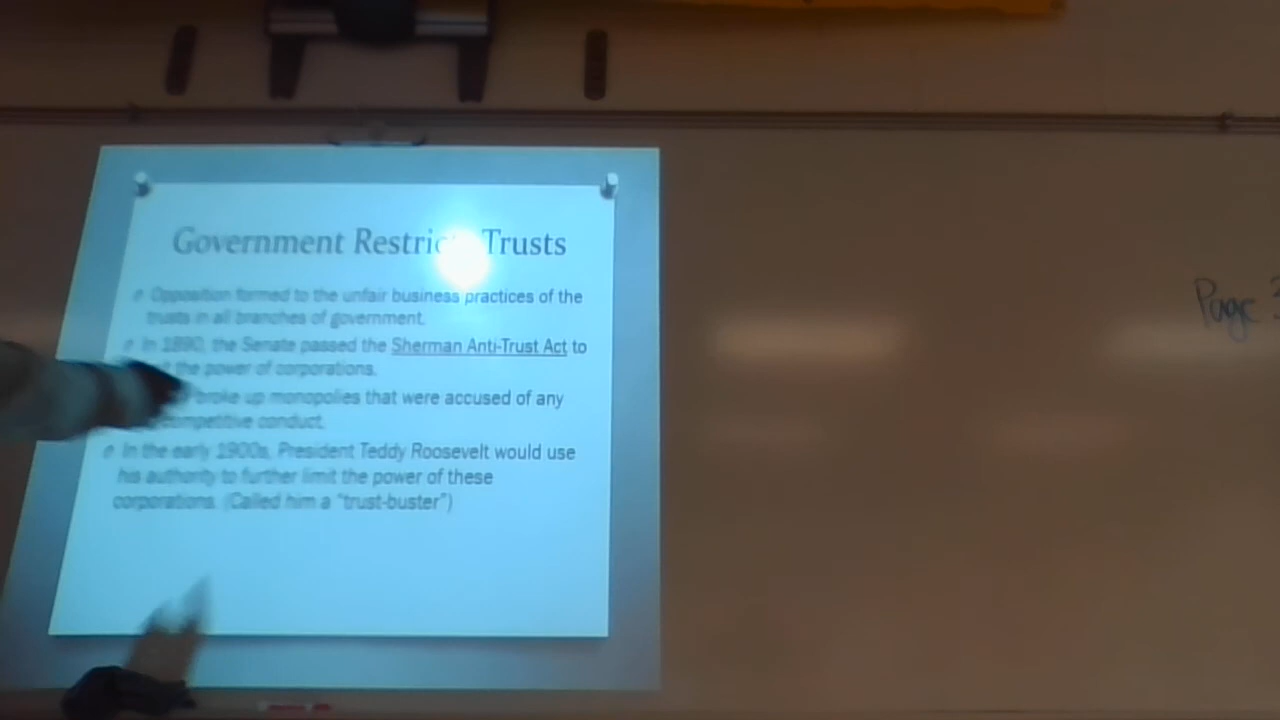 Government Restricts Trusts
Opposition formed to the unfair business practices of the
trusts in all branches of government.
In 1890, the Senate passed the Sherman Anti-Trust Act to
the power of corporations.
broke up monopolies that were accused of any
competitive conduct.
In the early 1900s, President Teddy Roosevelt would use
his authority to further limit the power of these
corporations. (Called him a "trust-buster")
Page